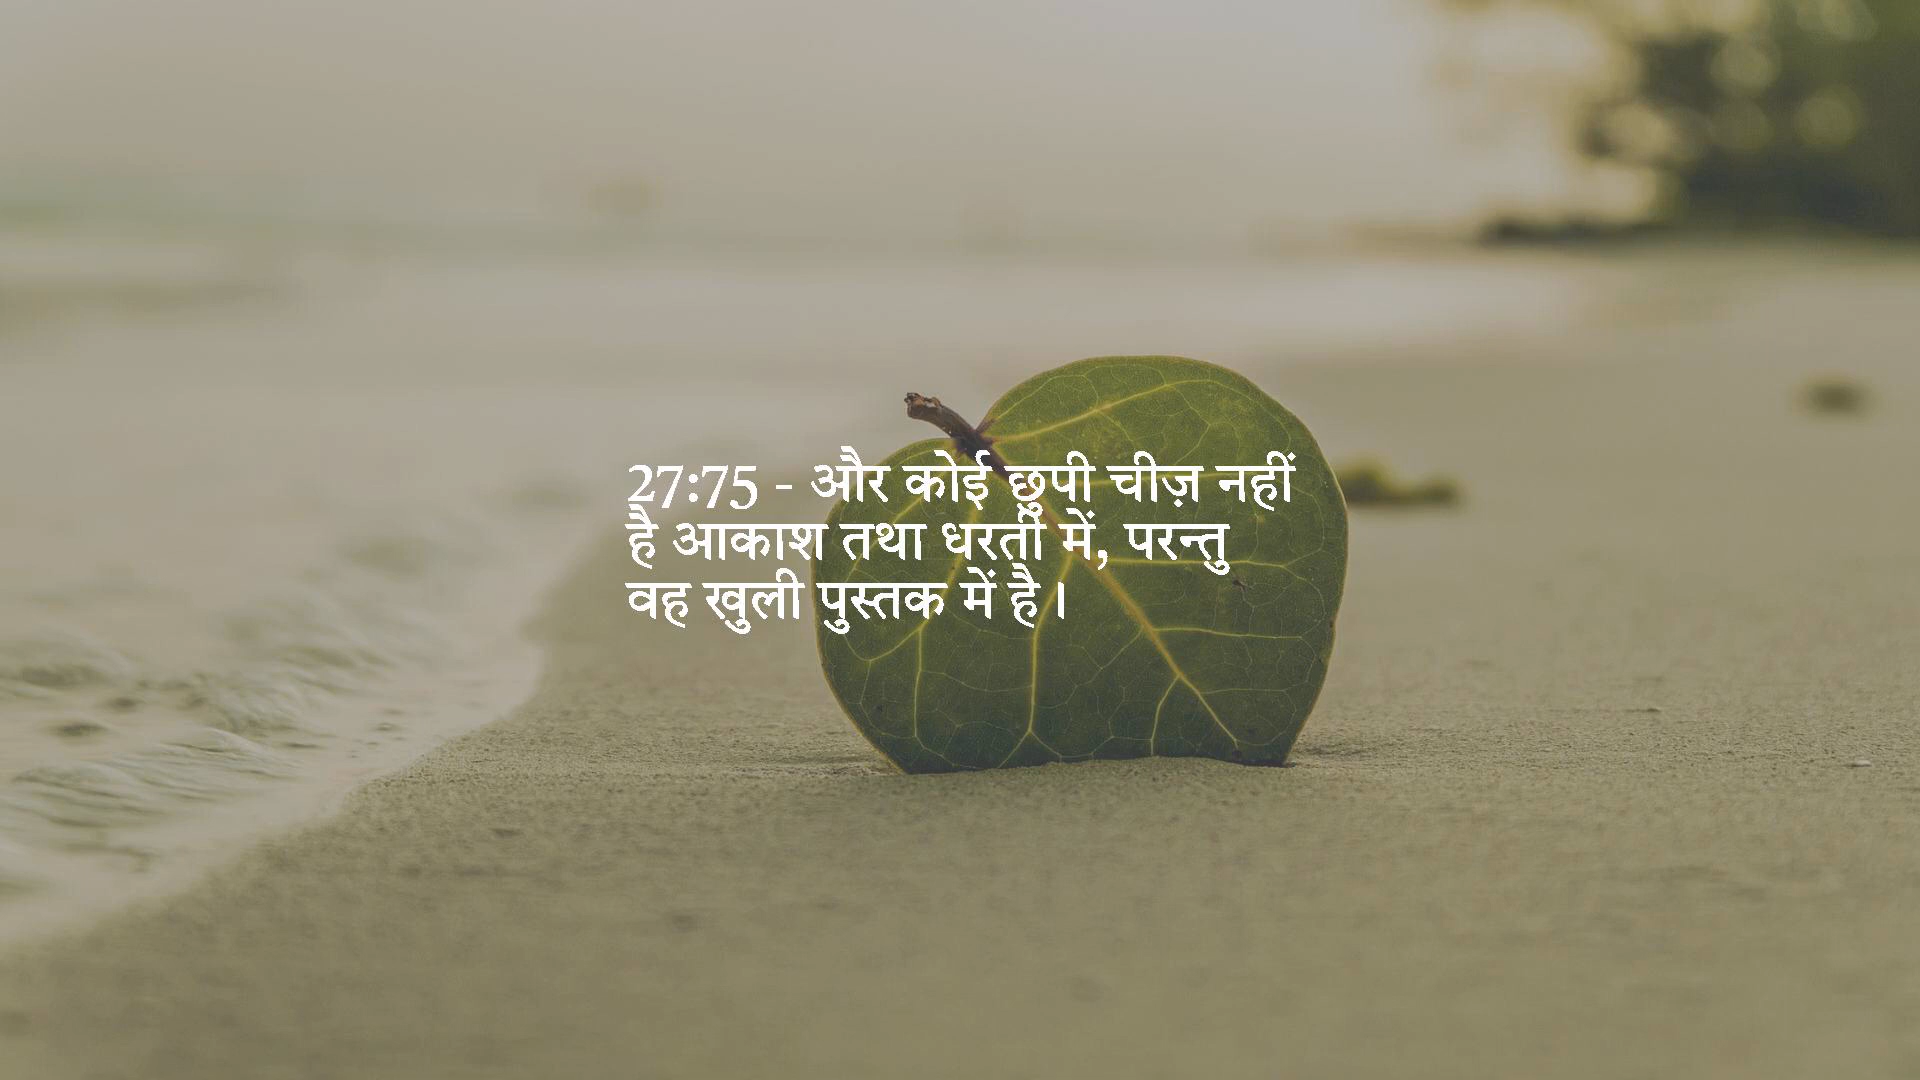 27:75 - और कोई छुपी चीज़ नहीं
है आकाश तथा धरती में, परन्तु
वह खुली पुस्तक में है।